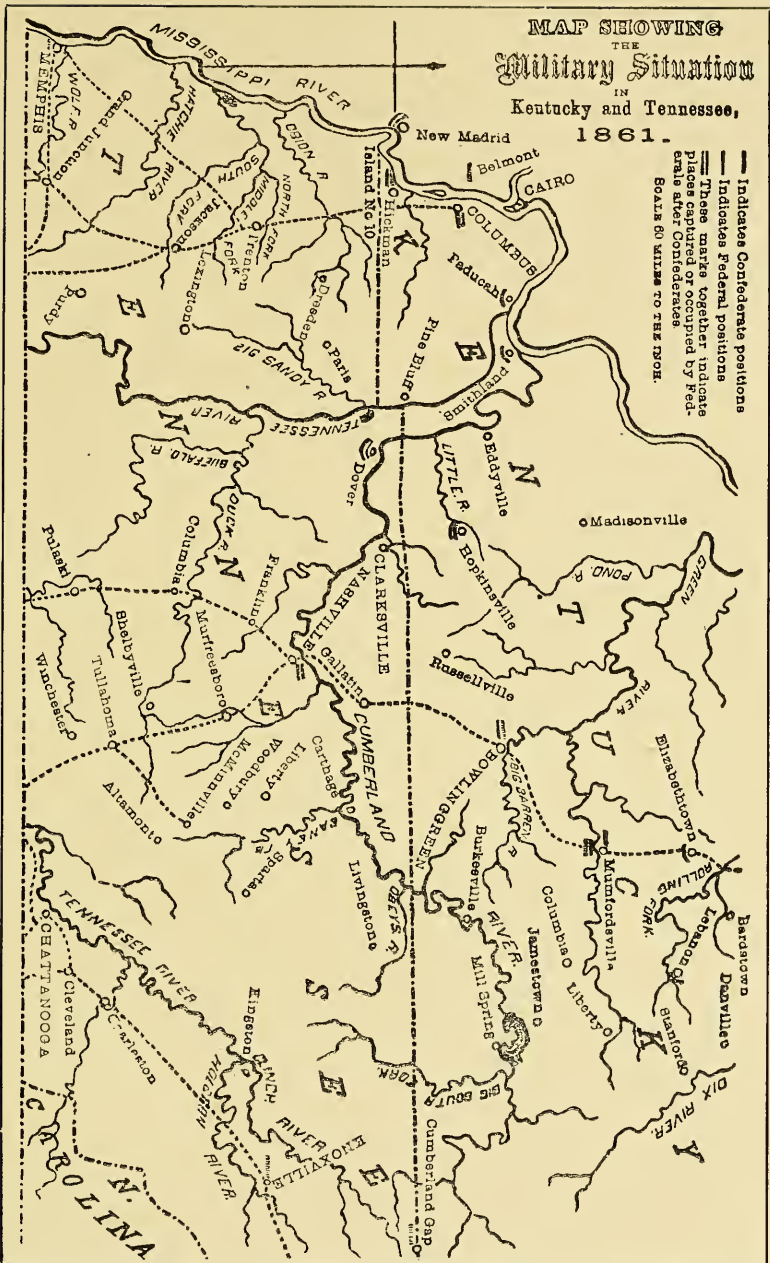 MAP SHOWING
THE
Military Situation
IN
Kentucky and Tennessee,
1861.
Indicates Confederate positions
Indicates Federal positions
These marks together indicate
places captured or occupied by Fed-
erals after Confederates.
SCALE 60 MILES TO THE INCH.
MISSISSIPPI RIVER
New Madrid
Island No 10
Belmont
CAIRO
Hickman
COLUMBUS
Paducah
Smithland
Pine Bluff
MEMPHIS
WOLF R.
Grand Junction
HATCHIE
RIVER
OBION R
SOUTH
FORK
MIDDLE
FORK
NORTH
FORK
Jackson
Trenton
Lexington
Dresden
Paris
Purdy
BIG SANDY R
TENNESSEE
RIVER
Dover
Eddyville
LITTLE R.
Hopkinsville
Madisonville
POND R.
GREEN
RIVER
BUFFALO R.
DUCK R.
Columbia
Pulaski
Franklin
CLARKSVILLE
NASHVILLE
Gallatin
Russellville
Shelbyville
Murfreesboro
Tullahoma
Winchester
McMinnville
Woodbury
Liberty
Altamont
Carthage
CUMBERLAND
RIVER.
CANEY
Sparta
BOWLING GREEN
BIG BARREN
R
Elizabethtown
Mumfordsville
ROLLING
FORK.
Bardstown
Lebanon
Danville
Stanford
Columbia
Liberty
Burkesville
Jamestown
Mill Spring
Livingston
OBEYS R.
BIG SOUTH
FORK
DIX
RIVER.
Cumberland Gap
TENNESSEE RIVER
CHATTANOOGA
Cleveland
Charleston
Kingston
CLINCH
RIVER
HOLSTON
RIVER.
KNOXVILLE
K E N T U C K Y
T E N N E S S E E
N.
CAROLINA